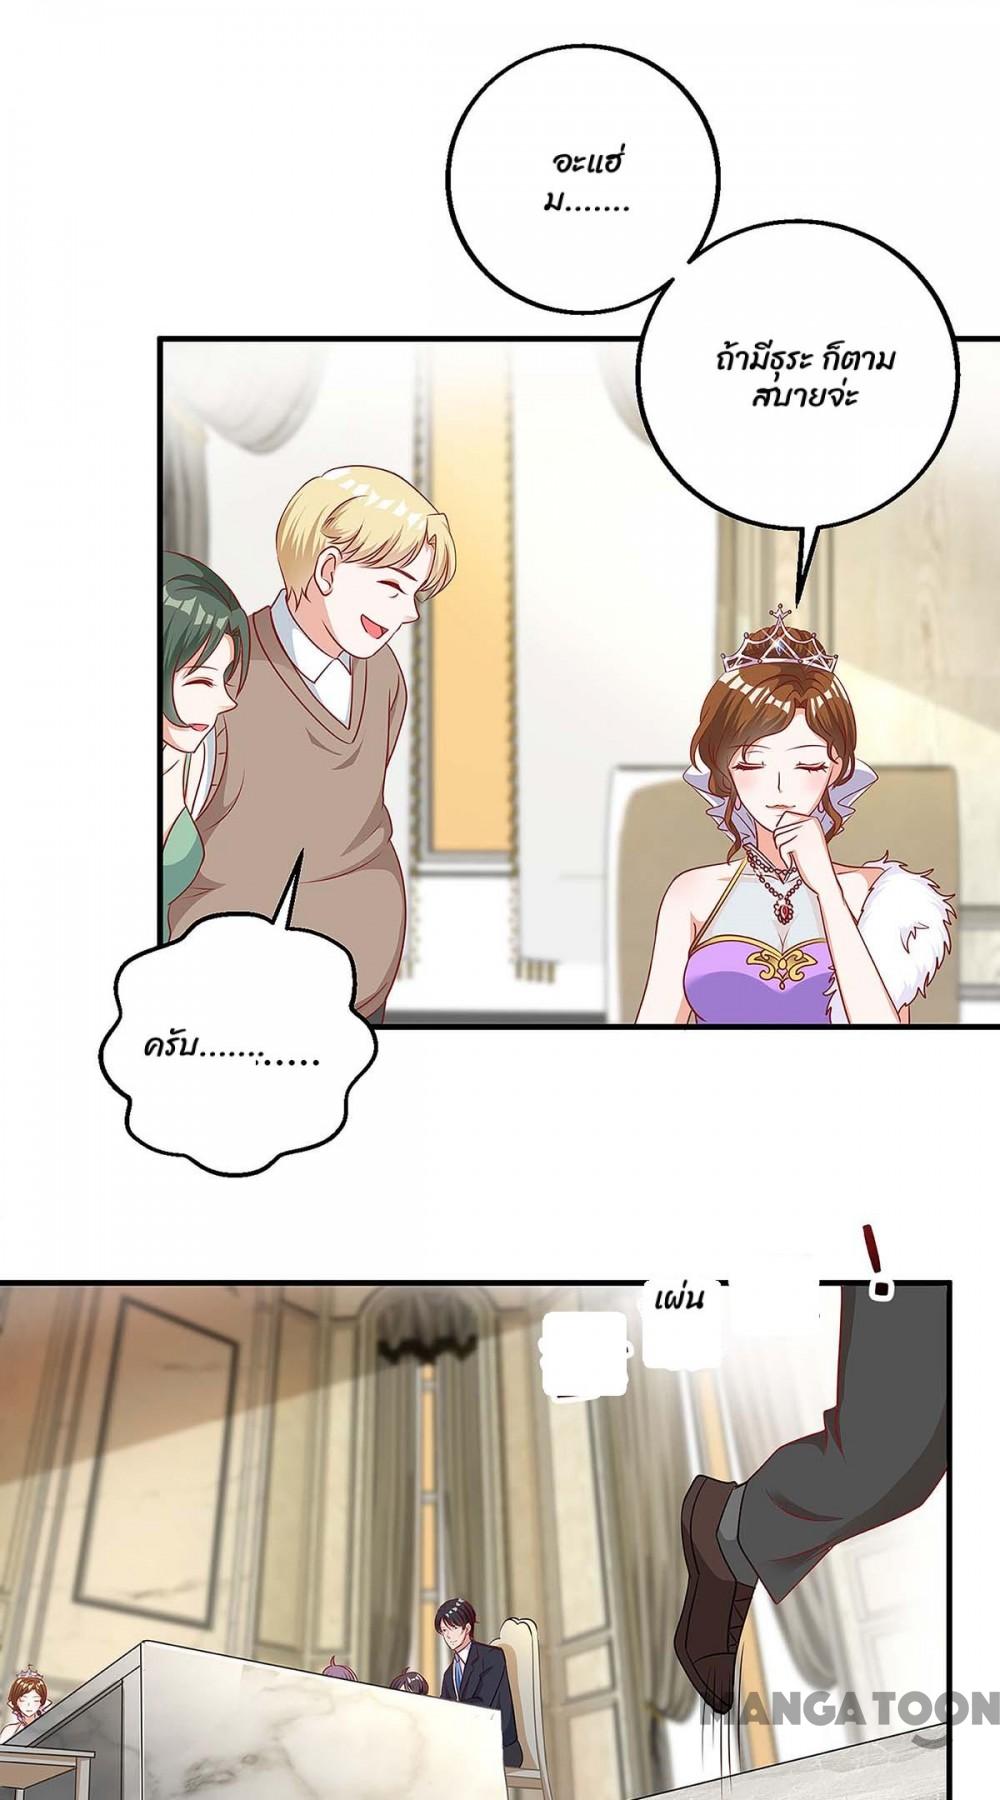 อะแฮ่
ม.......
ถ้ามีธุระ ก็ตาม
สบายจ่ะ
ครับ............
เผ่น
!
MANGATOON